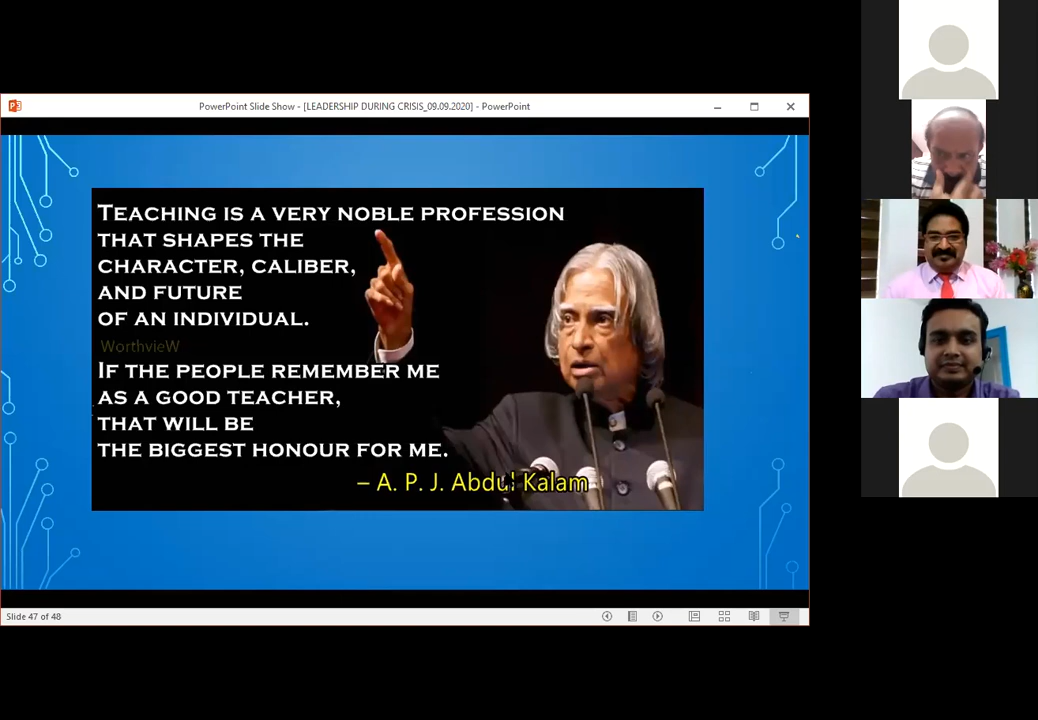 PowerPoint Slide Show - [LEADERSHIP DURING CRISIS_09.09.2020] - PowerPoint
TEACHING IS A VERY NOBLE PROFESSION
THAT SHAPES THE
CHARACTER, CALIBER,
AND FUTURE
OF AN INDIVIDUAL.
WorthvieW
IF THE PEOPLE REMEMBER ME
AS A GOOD TEACHER,
THAT WILL BE
THE BIGGEST HONOUR FOR ME.
– A. P. J. Abdul Kalam
Slide 47 of 48